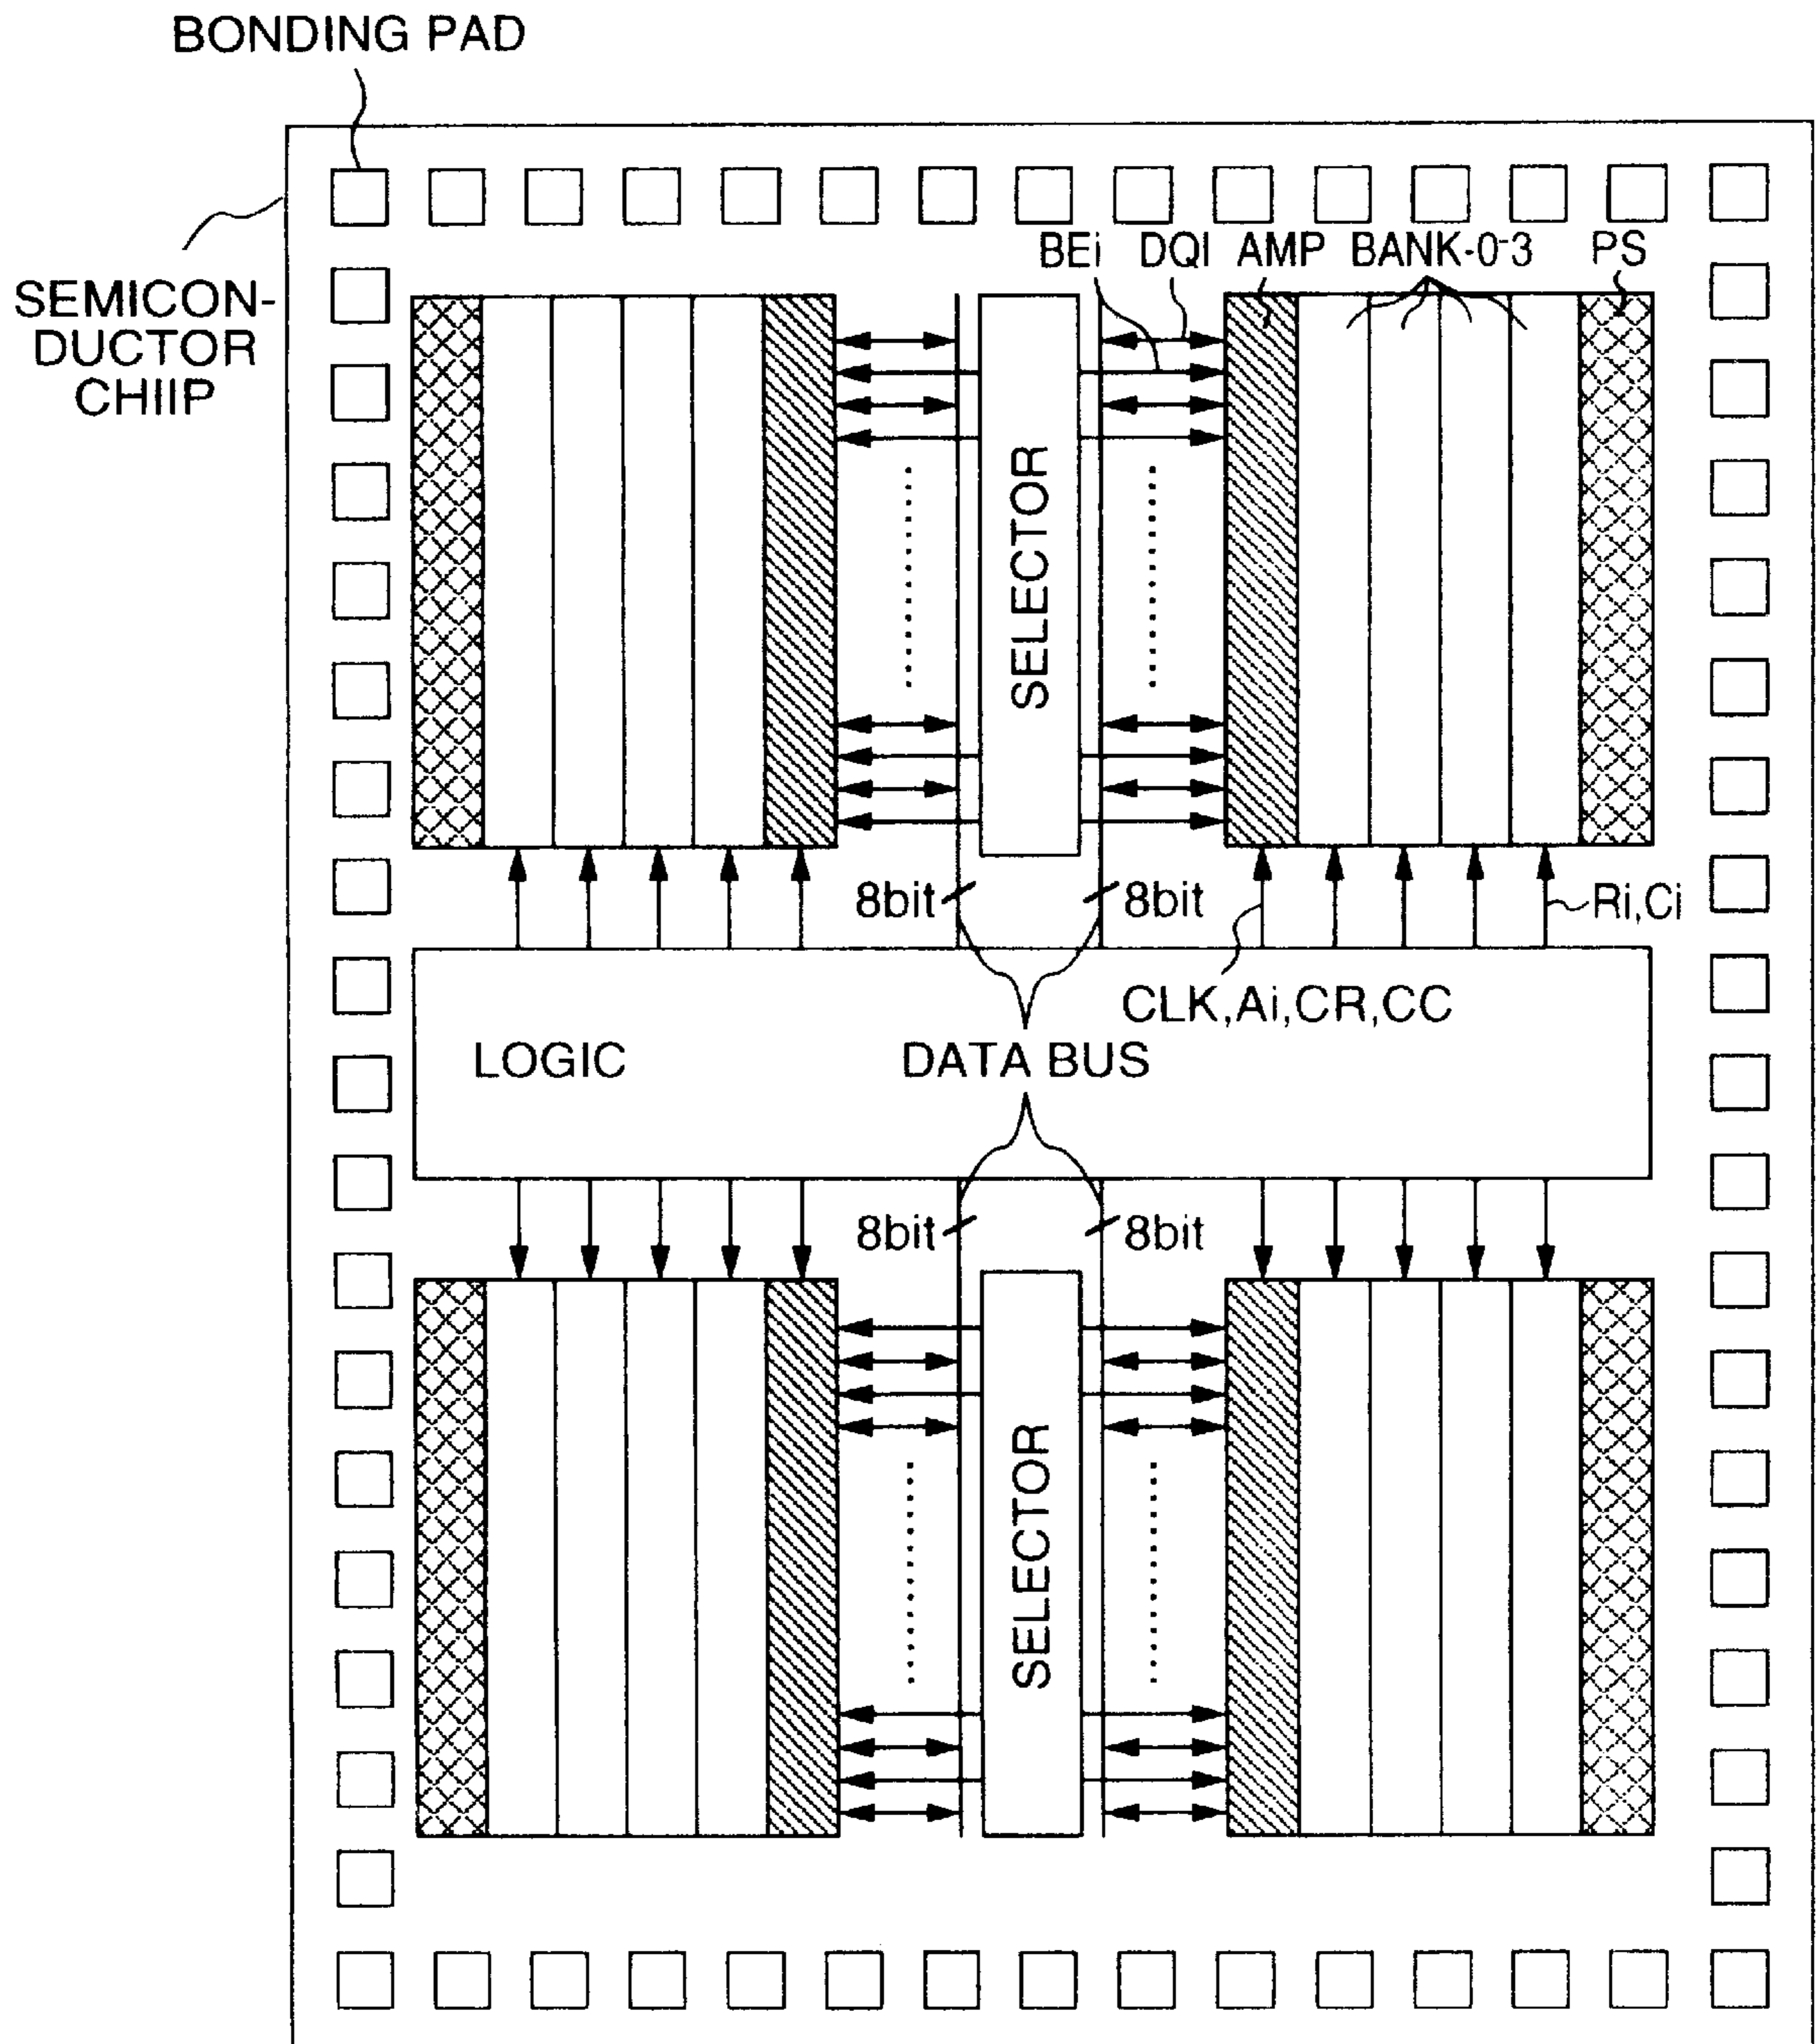 BONDING PAD
SEMICON-
DUCTOR
CHIIP
BEi DQI AMP BANK-0-3 PS
SELECTOR
8bit 8bit
Ri,Ci
CLK,Ai,CR,CC
LOGIC DATA BUS
8bit 8bit
SELECTOR